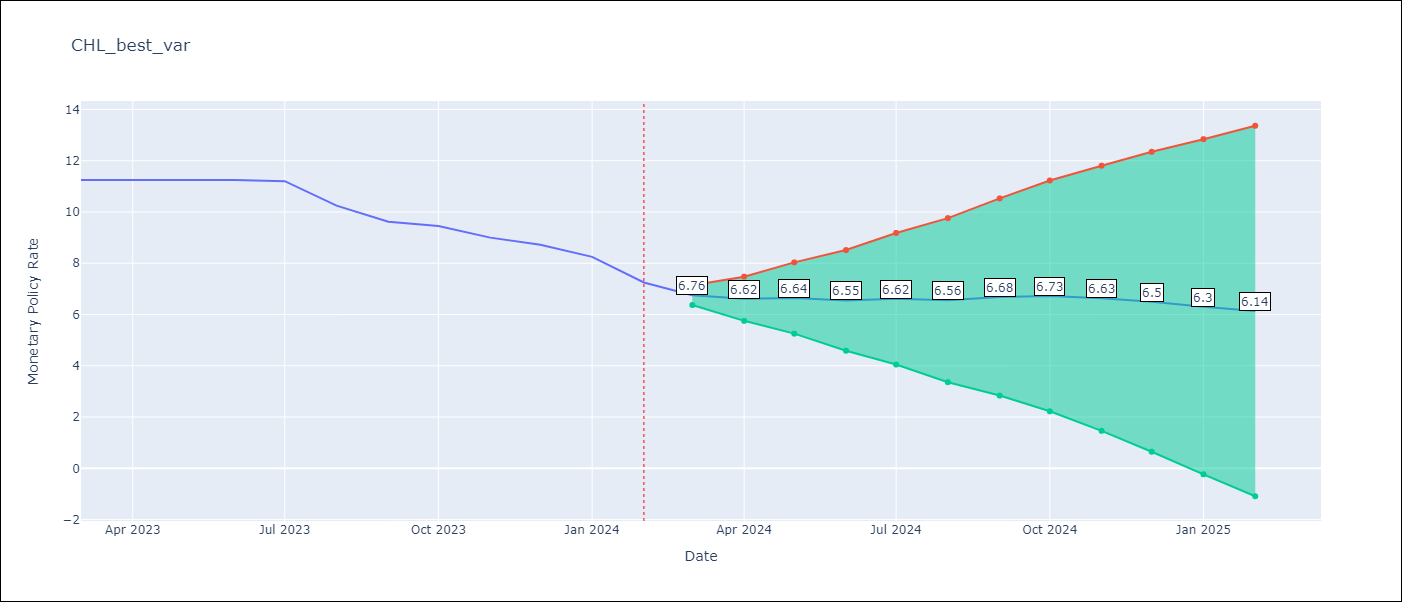 CHL_best_var
Monetary Policy Rate
14
12
10
8
6
4
2
0
−2
6.76
6.62
6.64
6.55
6.62
6.56
6.68
6.73
6.63
6.5
6.3
6.14
Apr 2023
Jul 2023
Oct 2023
Jan 2024
Apr 2024
Jul 2024
Oct 2024
Jan 2025
Date